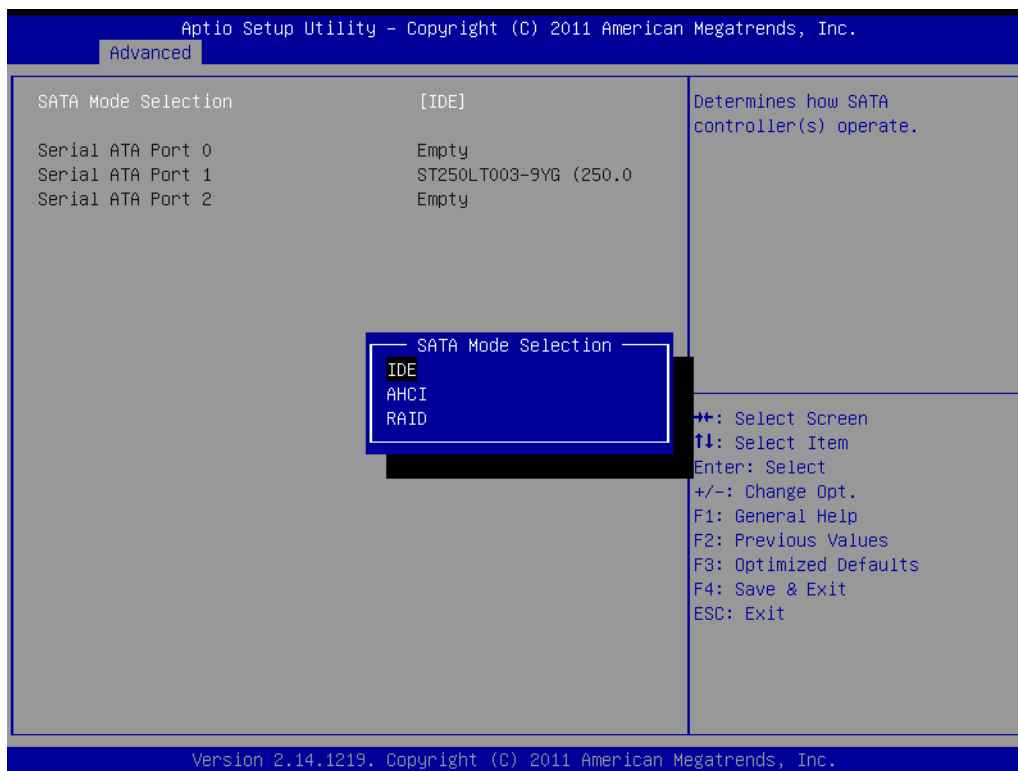 Aptio Setup Utility – Copyright (C) 2011 American Megatrends, Inc.
Advanced
SATA Mode Selection [IDE]
Serial ATA Port 0 Empty
Serial ATA Port 1 ST250LT003-9YG (250.0
Serial ATA Port 2 Empty
SATA Mode Selection
IDE
AHCI
RAID
Determines how SATA
controller(s) operate.
→←: Select Screen
↑↓: Select Item
Enter: Select
+/-: Change Opt.
F1: General Help
F2: Previous Values
F3: Optimized Defaults
F4: Save & Exit
ESC: Exit
Version 2.14.1219. Copyright (C) 2011 American Megatrends, Inc.